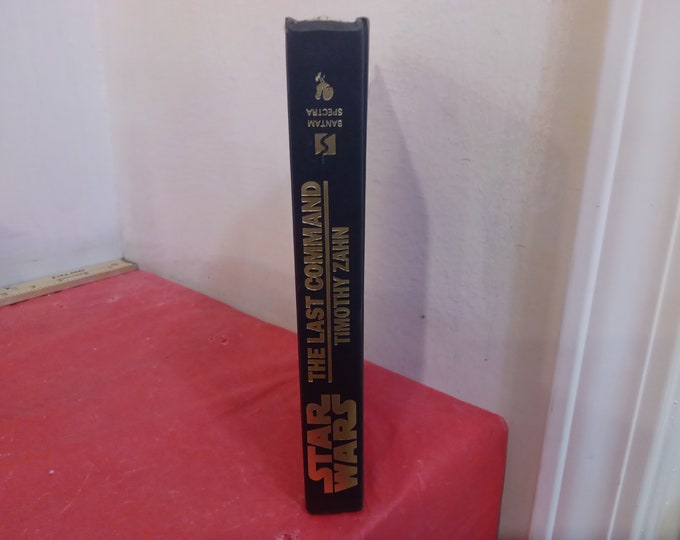 STAR
WARS
THE LAST COMMAND
TIMOTHY ZAHN
BANTAM
SPECTRA